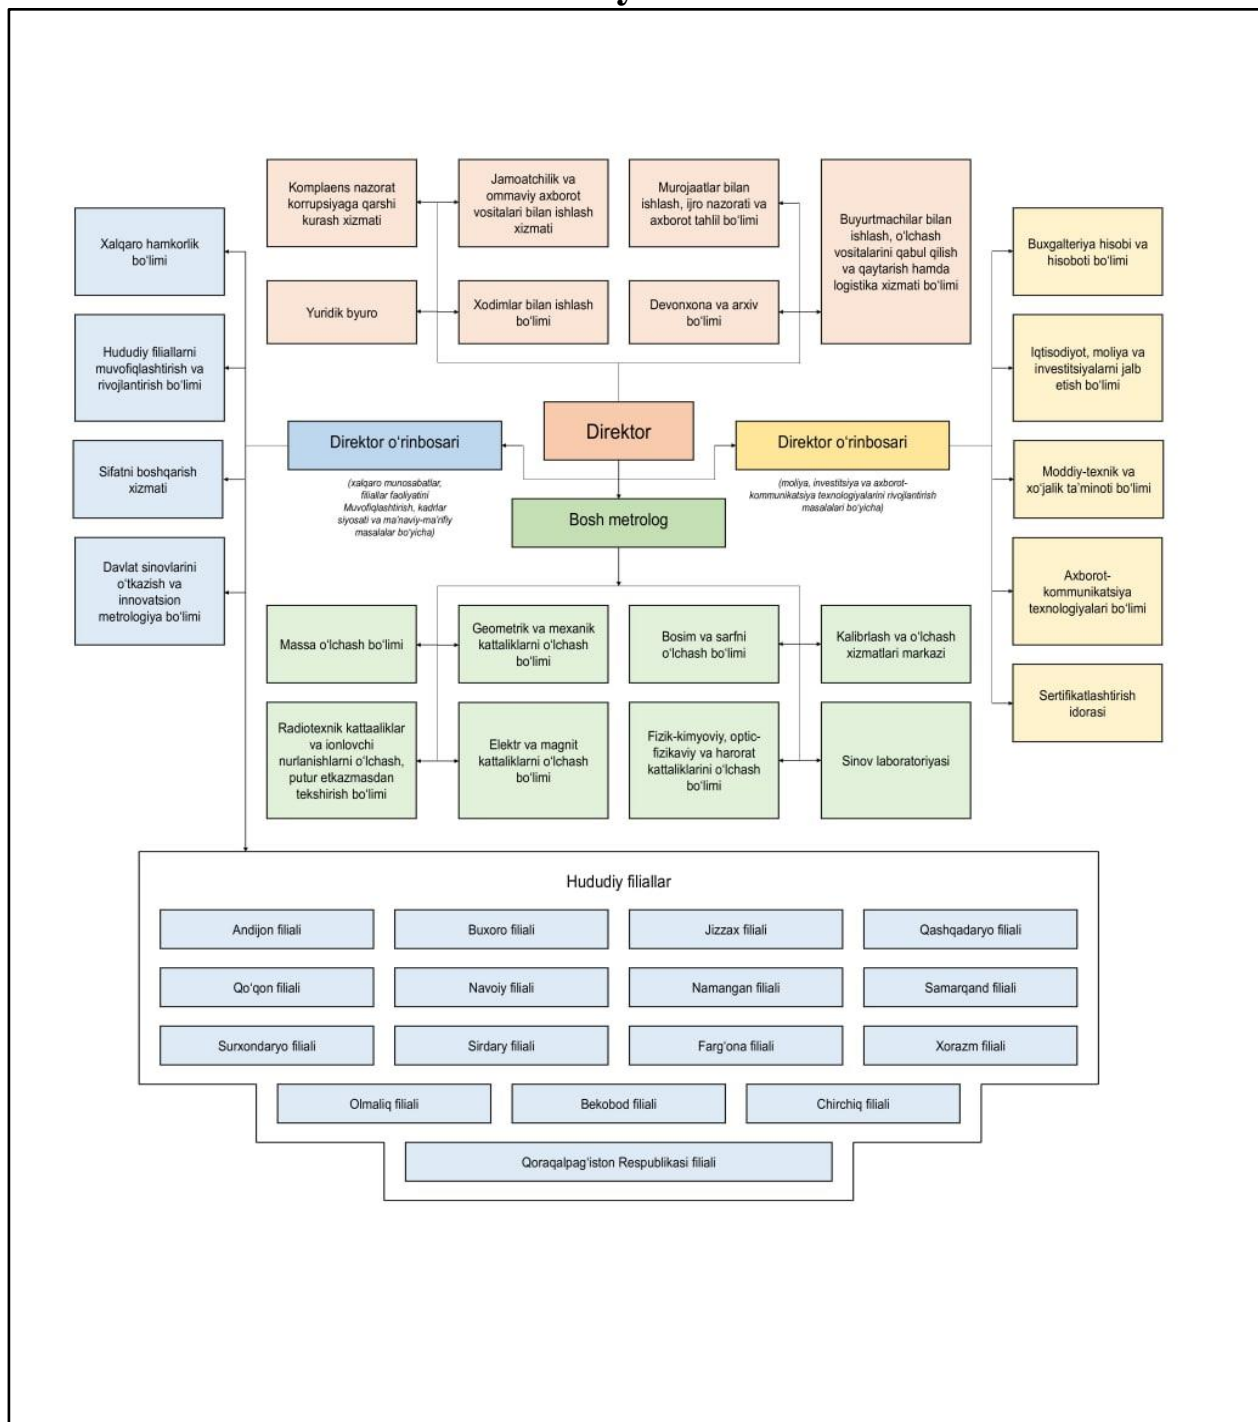 Komplaens nazorat
korrupsiyaga qarshi
kurash xizmati
Jamoatchilik va
ommaviy axborot
vositalari bilan ishlash
xizmati
Murojaatlar bilan
ishlash, ijro nazorati va
axborot tahlil bo‘limi
Buyurtmachilar bilan
ishlash, o‘lchash
vositalarini qabul qilish
va qaytarish hamda
logistika xizmati bo‘limi
Yuridik byuro
Xodimlar bilan ishlash
bo‘limi
Devonxona va arxiv
bo‘limi
Xalqaro hamkorlik
bo‘limi
Hududiy filiallarni
muvofiqlashtirish va
rivojlantirish bo‘limi
Sifatni boshqarish
xizmati
Davlat sinovlarini
o‘tkazish va
innovatsion
metrologiya bo‘limi
Buxgalteriya hisobi va
hisoboti bo‘limi
Iqtisodiyot, moliya va
investitsiyalarni jalb
etish bo‘limi
Moddiy-texnik va
xo‘jalik ta’minoti bo‘limi
Axborot-
kommunikatsiya
texnologiyalari bo‘limi
Sertifikatlashtirish
idorasi
Direktor
Direktor o‘rinbosari
(xalqaro munosabatlar,
filiallar faoliyatini
Muvofiqlashtirish, kadrlar
siyosati va ma’naviy-ma’rifiy
masalalar bo‘yicha)
Direktor o‘rinbosari
(moliya, investitsiya va axborot-
kommunikatsiya texnologiyalarini rivojlantirish
masalalari bo‘yicha)
Bosh metrolog
Massa o‘lchash bo‘limi
Geometrik va mexanik
kattaliklarni o‘lchash
bo‘limi
Bosim va sarfni
o‘lchash bo‘limi
Kalibrlash va o‘lchash
xizmatlari markazi
Radiotexnik kattaaliklar
va ionlovchi
nurlanishlarni o‘lchash,
putur etkazmasdan
tekshirish bo‘limi
Elektr va magnit
kattaliklarni o‘lchash
bo‘limi
Fizik-kimyoviy, optic-
fizikaviy va harorat
kattaliklarini o‘lchash
bo‘limi
Sinov laboratoriyasi
Hududiy filiallar
Andijon filiali
Buxoro filiali
Jizzax filiali
Qashqadaryo filiali
Qo‘qon filiali
Navoiy filiali
Namangan filiali
Samarqand filiali
Surxondaryo filiali
Sirdary filiali
Farg‘ona filiali
Xorazm filiali
Olmaliq filiali
Bekobod filiali
Chirchiq filiali
Qoraqalpag‘iston Respublikasi filiali